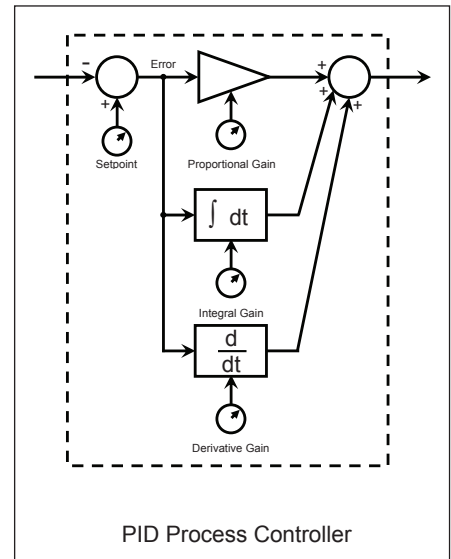 -
Error
+
+
+
+
Setpoint
Proportional Gain
∫ dt
Integral Gain
d
dt
Derivative Gain
PID Process Controller